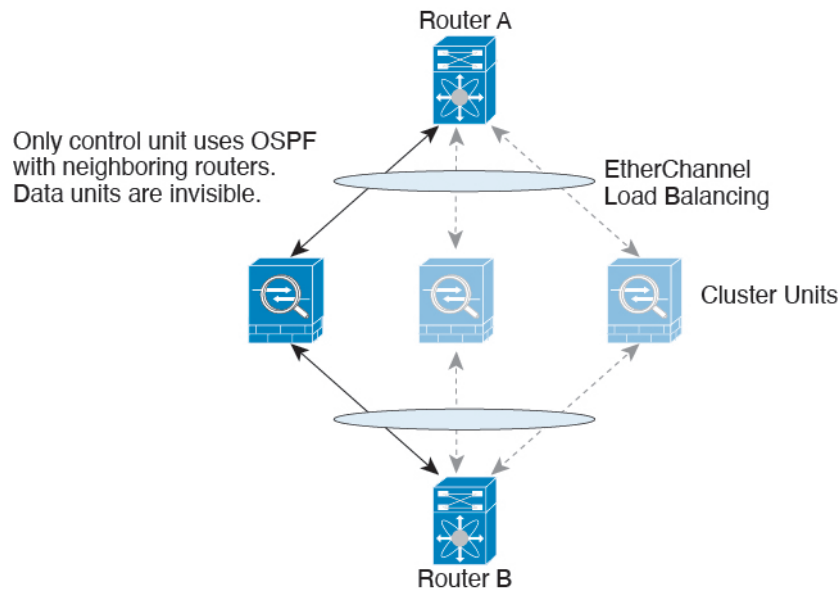 Router A
Only control unit uses OSPF
with neighboring routers.
Data units are invisible.
EtherChannel
Load Balancing
Cluster Units
Router B